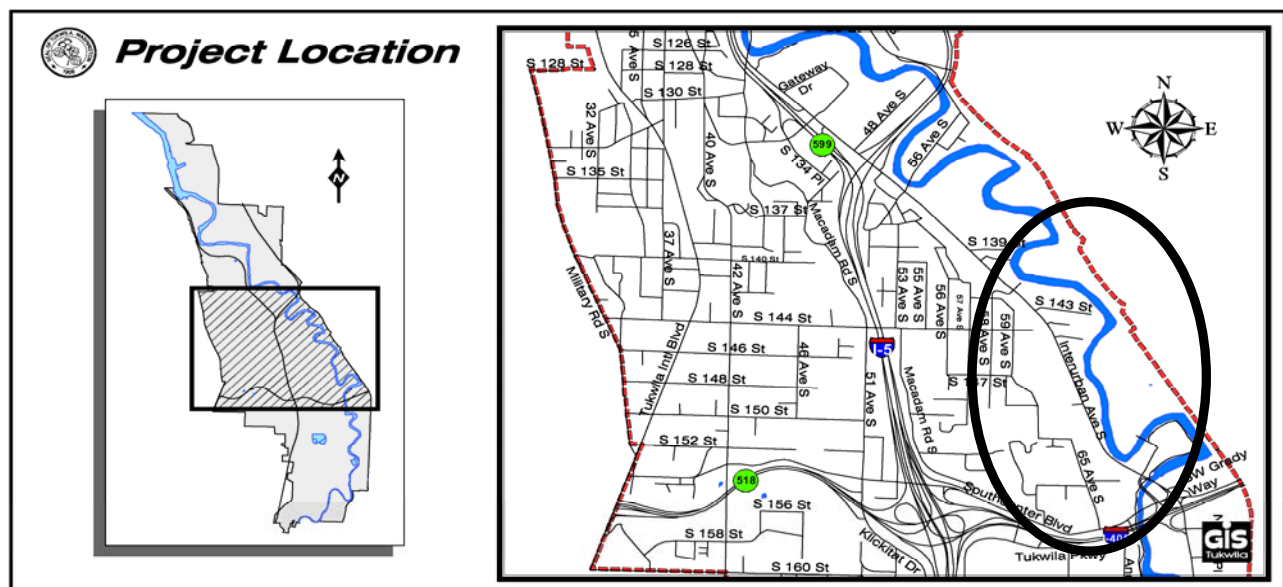 Project Location
N
S 126 St
S 128 St
S 128 St
S 130 St
Gateway
Dr
32 Ave S
40 Ave S
48 Ave S
56 Ave S
599
S 134 Pl
S 135 St
S 137 St
Macadam Rd S
37 Ave S
S 139 St
S 140 St
42 Ave S
Military Rd S
53 Ave S
55 Ave S
56 Ave S
57 Ave S
58 Ave S
59 Ave S
S 143 St
S 144 St
S 146 St
46 Ave S
I-5
Tukwila Intl Blvd
Interurban Ave S
S 147 St
S 148 St
51 Ave S
Macadam Rd S
S 150 St
S 152 St
65 Ave S
SW Grady
Way
518
Southcenter Blvd
S 156 St
S 158 St
Klickitat Dr
Tukwila Pkwy
S 160 St
N
W
E
S
GIS
Tukwila